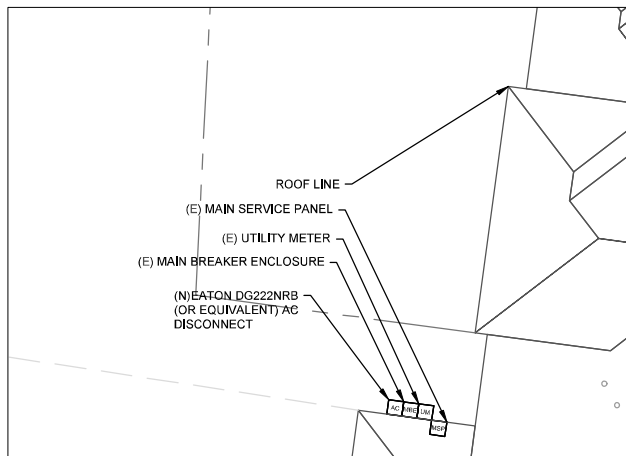 ROOF LINE
(E) MAIN SERVICE PANEL
(E) UTILITY METER
(E) MAIN BREAKER ENCLOSURE
(N)EATON DG222NRB
(OR EQUIVALENT) AC
DISCONNECT
AC MBE UM
MSP